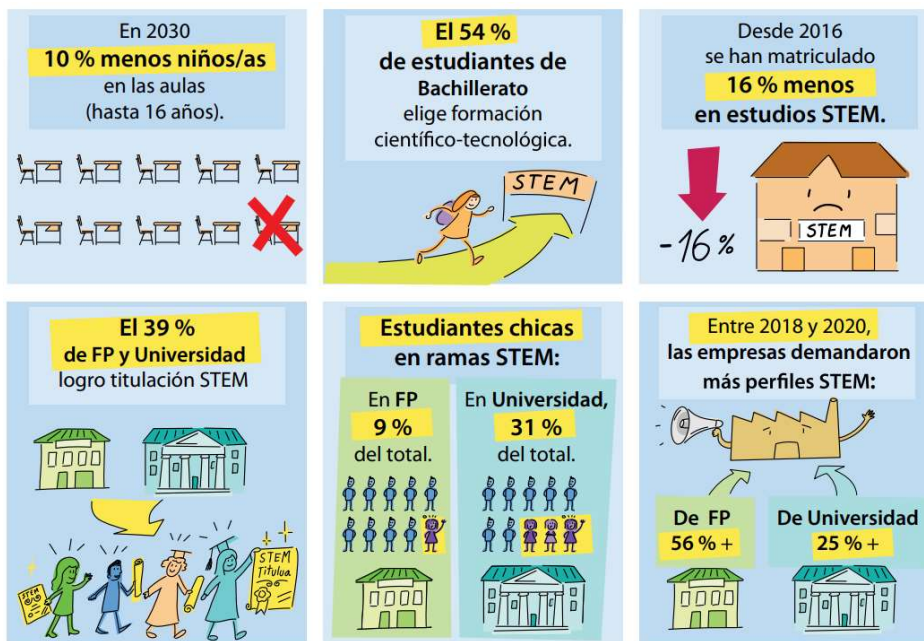 En 2030
10 % menos niños/as
en las aulas
(hasta 16 años).
El 54 %
de estudiantes de
Bachillerato
elige formación
científico-tecnológica.
STEM
Desde 2016
se han matriculado
16 % menos
en estudios STEM.
-16 %
STEM
El 39 %
de FP y Universidad
logro titulación STEM
STEM
STEM
Titulua
Estudiantes chicas
en ramas STEM:
En FP
9 %
del total.
En Universidad,
31 %
del total.
Entre 2018 y 2020,
las empresas demandaron
más perfiles STEM:
De FP
56 % +
De Universidad
25 % +